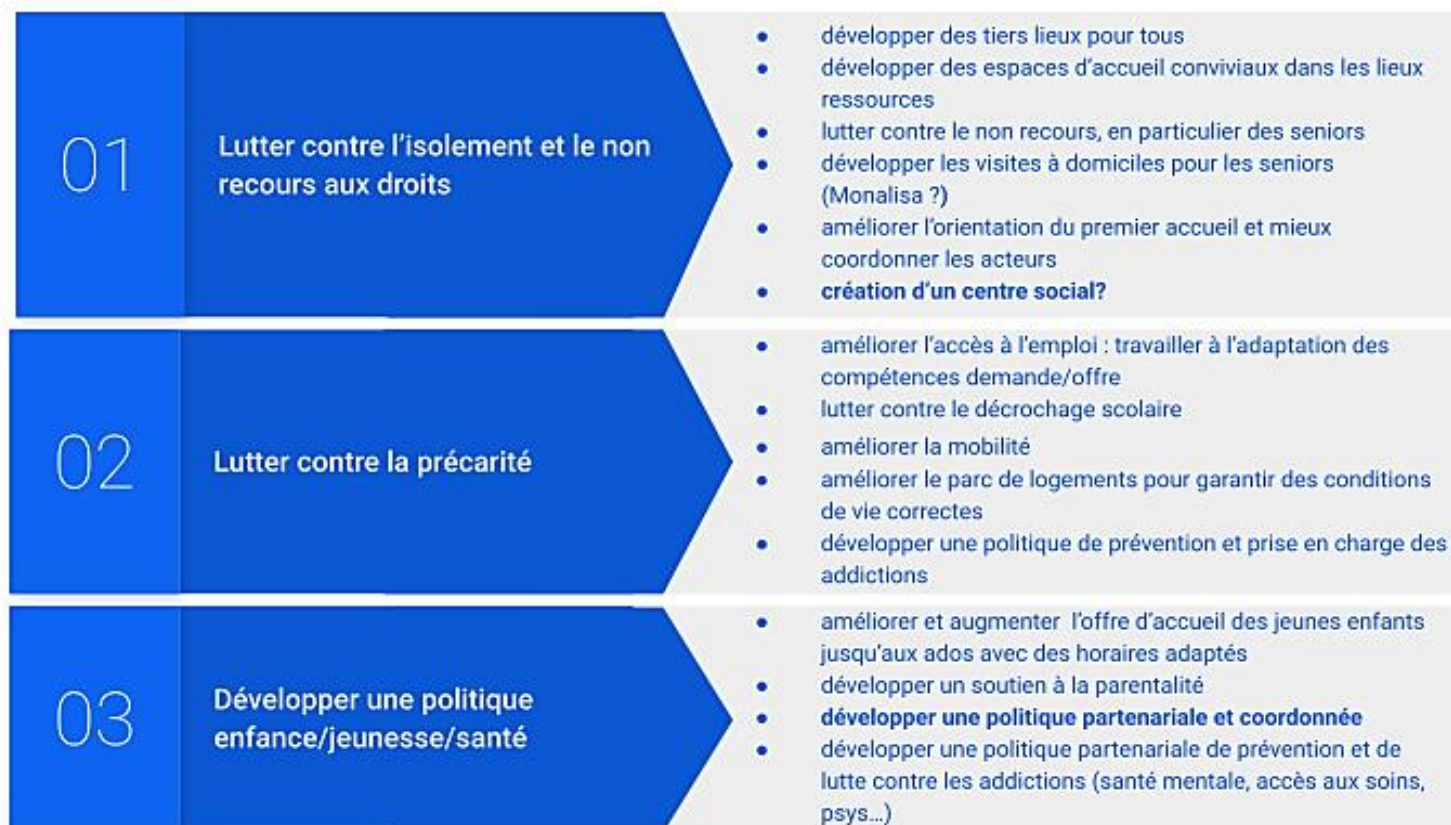 01
Lutter contre l'isolement et le non
recours aux droits
● développer des tiers lieux pour tous
● développer des espaces d'accueil conviviaux dans les lieux
ressources
● lutter contre le non recours, en particulier des seniors
● développer les visites à domiciles pour les seniors
(Monalisa ?)
● améliorer l'orientation du premier accueil et mieux
coordonner les acteurs
● création d'un centre social?
02
Lutter contre la précarité
● améliorer l'accès à l'emploi : travailler à l'adaptation des
compétences demande/offre
● lutter contre le décrochage scolaire
● améliorer la mobilité
● améliorer le parc de logements pour garantir des conditions
de vie correctes
● développer une politique de prévention et prise en charge des
addictions
03
Développer une politique
enfance/jeunesse/santé
● améliorer et augmenter l'offre d'accueil des jeunes enfants
jusqu'aux ados avec des horaires adaptés
● développer un soutien à la parentalité
● développer une politique partenariale et coordonnée
● développer une politique partenariale de prévention et de
lutte contre les addictions (santé mentale, accès aux soins,
psys...)